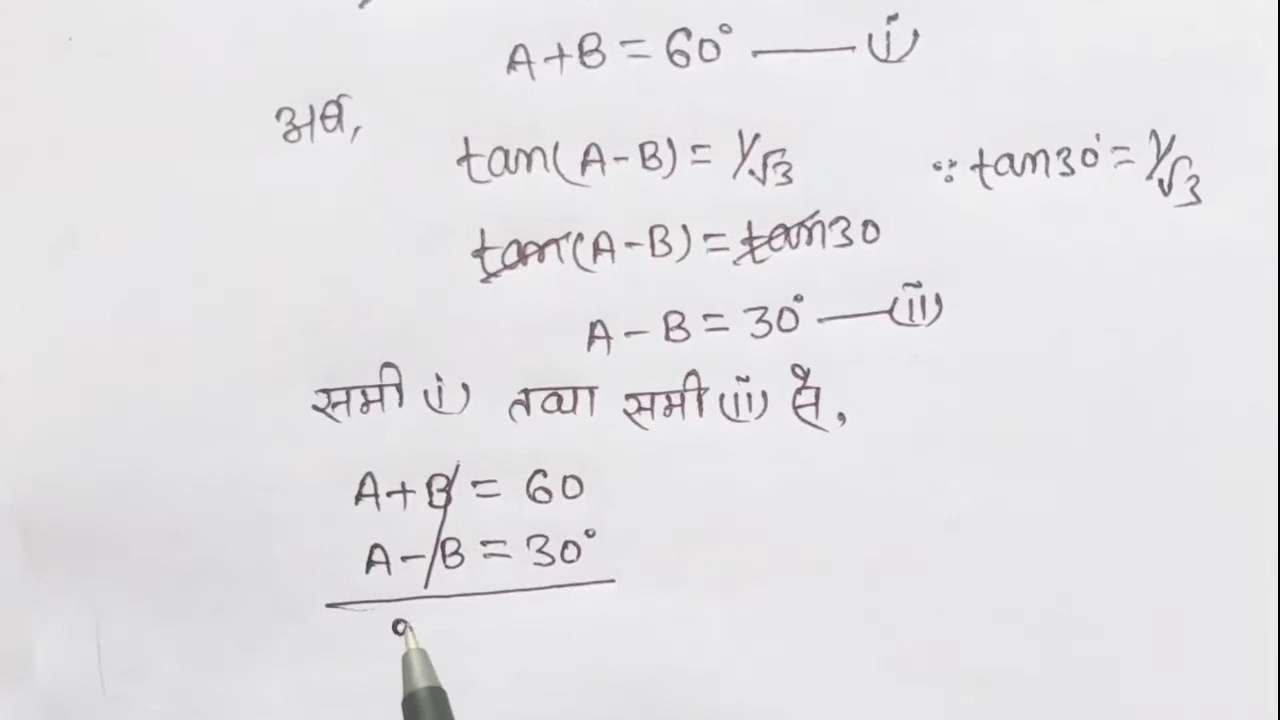 A+B = 60° —— (i)
अब,
tan(A-B) = 1/√3 ∵ tan30° = 1/√3
tan(A-B) = tan30
A-B = 30° —— (ii)
समी (i) तथा समी (ii) से,
A+B = 60
A-B = 30°